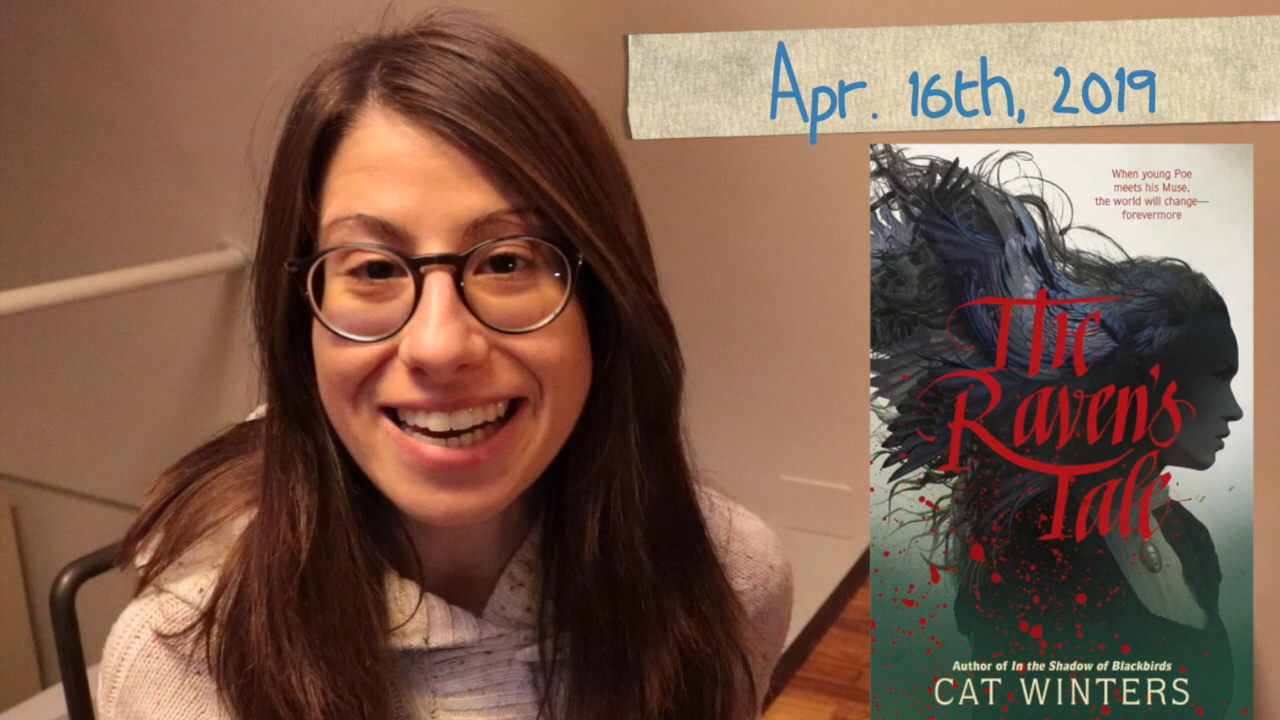 Apr. 16th, 2019
When young Poe
meets his Muse,
the world will change—
forevermore
The
Raven's
Tale
Author of In the Shadow of Blackbirds
CAT WINTERS